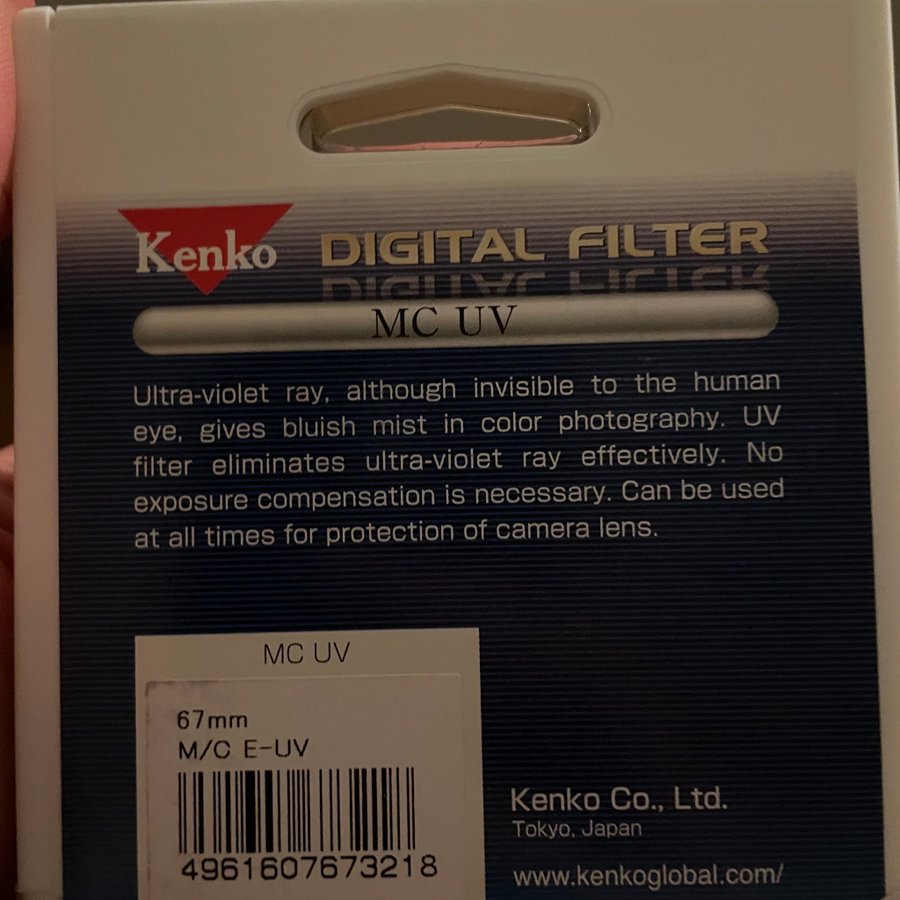 Kenko DIGITAL FILTER
MC UV
Ultra-violet ray, although invisible to the human
eye, gives bluish mist in color photography. UV
filter eliminates ultra-violet ray effectively. No
exposure compensation is necessary. Can be used
at all times for protection of camera lens.
MC UV
67mm
M/C E-UV
4961607673218
Kenko Co., Ltd.
Tokyo, Japan
www.kenkoglobal.com/